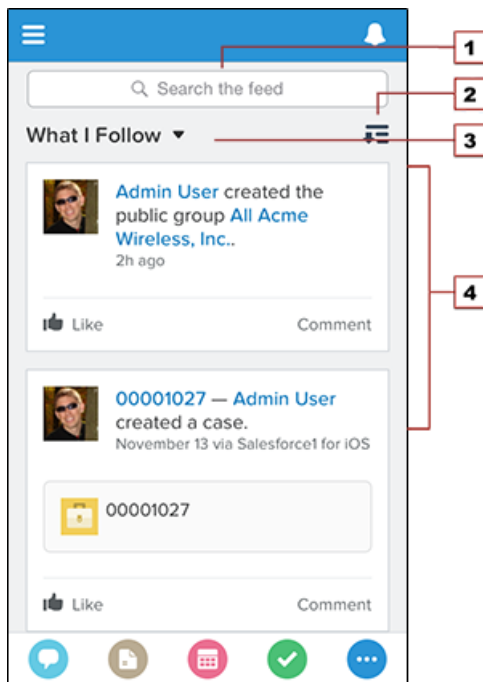 1
Search the feed
2
What I Follow
3
Admin User created the
public group All Acme
Wireless, Inc..
2h ago
4
Like Comment
00001027 — Admin User
created a case.
November 13 via Salesforce1 for iOS
00001027
Like Comment